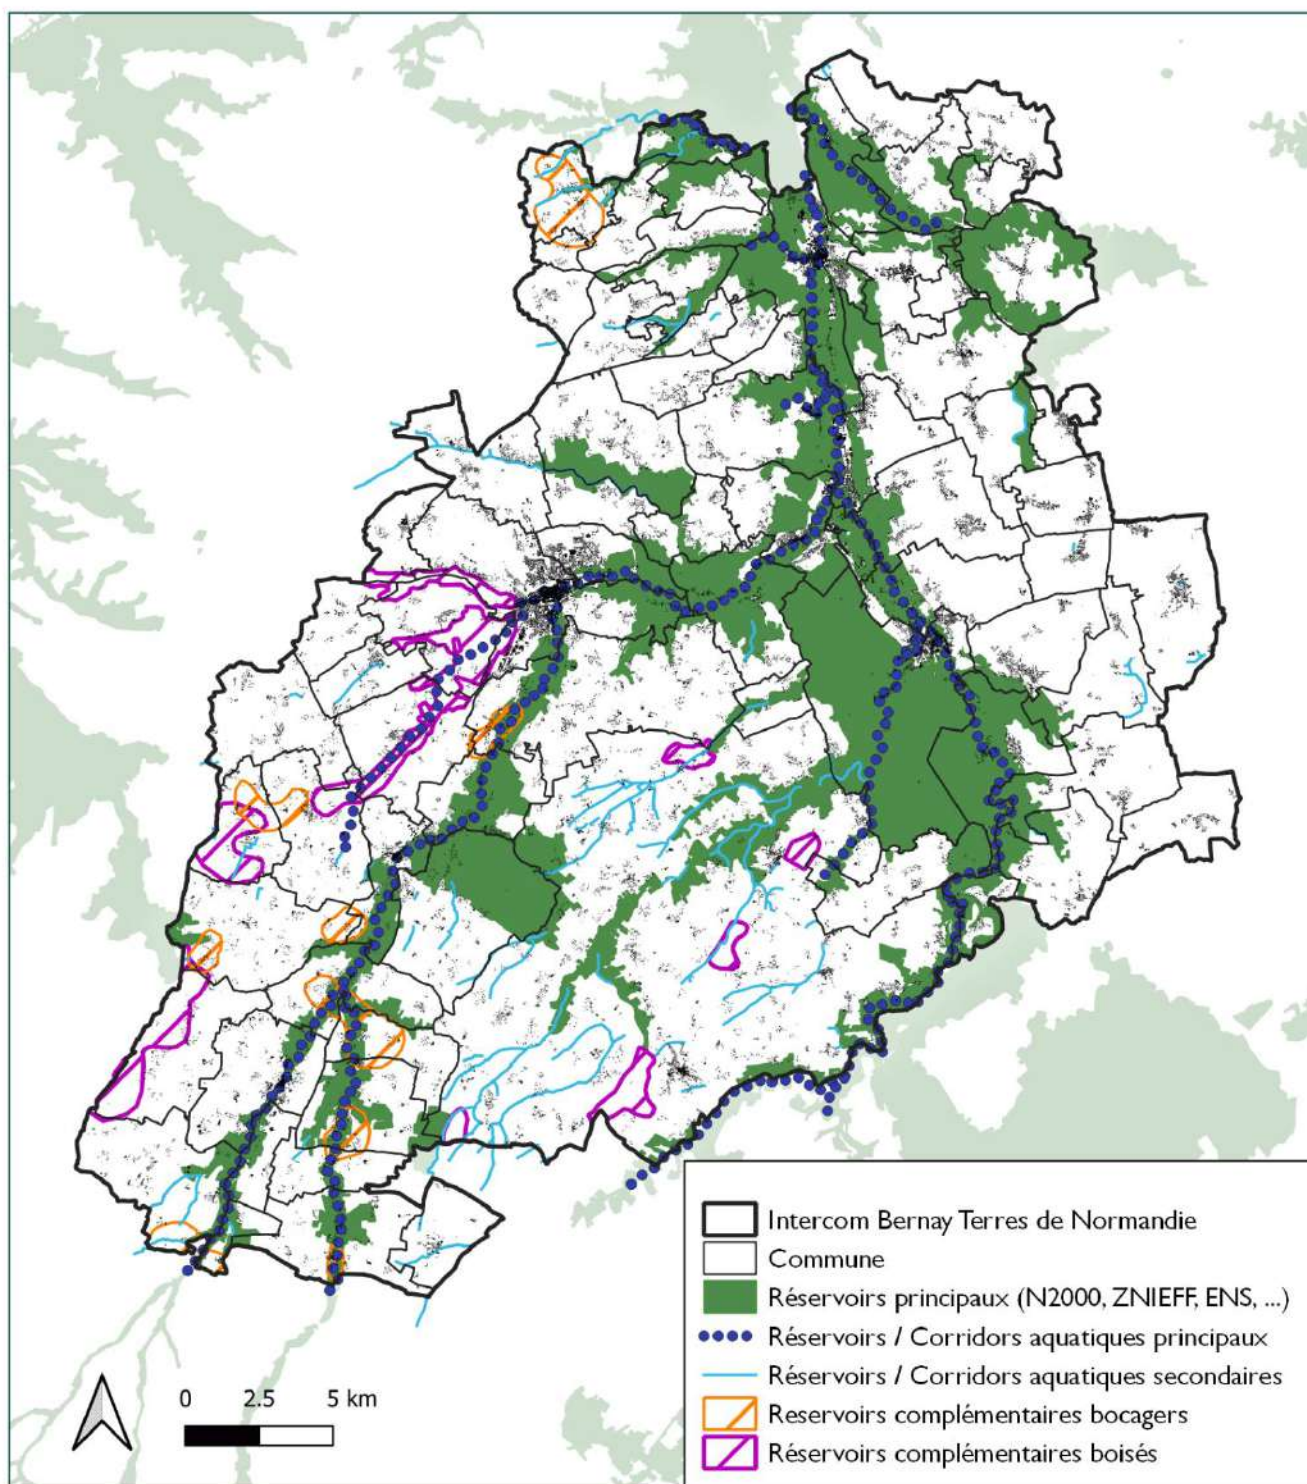 Intercom Bernay Terres de Normandie
Commune
Réservoirs principaux (N2000, ZNIEFF, ENS, ...)
Réservoirs / Corridors aquatiques principaux
Réservoirs / Corridors aquatiques secondaires
Reservoirs complémentaires bocagers
Réservoirs complémentaires boisés
0 2.5 5 km